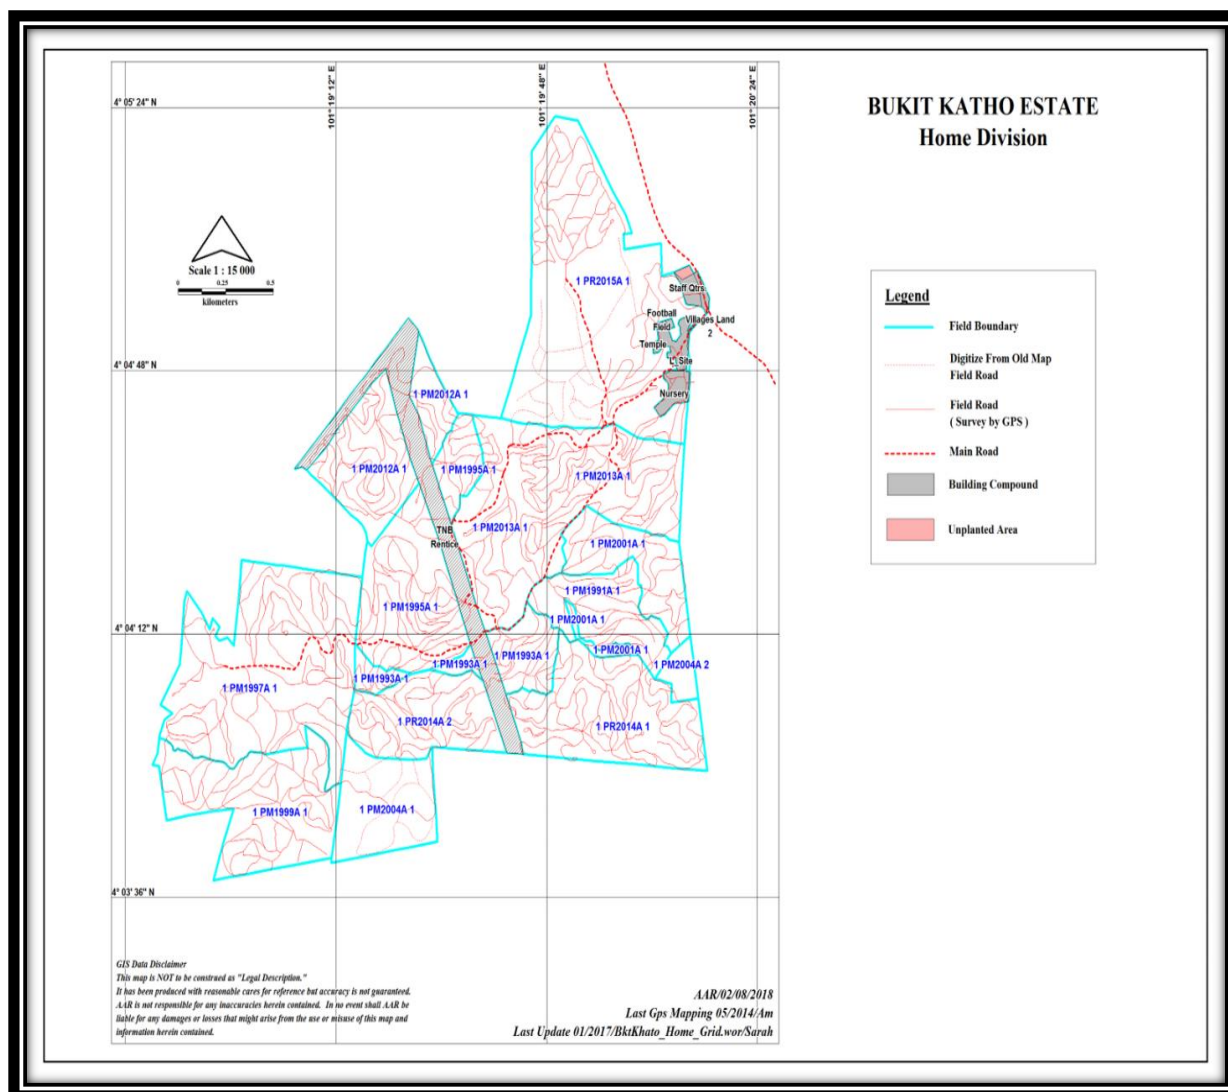 BUKIT KATHO ESTATE
Home Division
101° 19' 12" E
101° 19' 48" E
101° 20' 24" E
4° 05' 24" N
Scale 1 : 15 000
0 0.25 0.5
kilometers
1 PR2015A 1
Staff Qtrs
Football
Field
Villages Land
2
Temple
L' Site
Nursery
4° 04' 48" N
1 PM2012A 1
1 PM2012A 1
1 PM1995A 1
1 PM2013A 1
1 PM2013A 1
TNB
Rentice
1 PM2001A 1
1 PM1991A 1
1 PM1995A 1
1 PM2001A 1
4° 04' 12" N
1 PM2001A 1
1 PM1993A 1
1 PM1993A 1
1 PM2004A 2
1 PM1993A 1
1 PM1997A 1
1 PR2014A 2
1 PR2014A 1
1 PM1999A 1
1 PM2004A 1
4° 03' 36" N
Legend
Field Boundary
Digitize From Old Map
Field Road
Field Road
( Survey by GPS )
Main Road
Building Compound
Unplanted Area
GIS Data Disclaimer
This map is NOT to be construed as "Legal Description."
It has been produced with reasonable cares for reference but accuracy is not guaranteed.
AAR is not responsible for any inaccuracies herein contained. In no event shall AAR be
liable for any damages or losses that might arise from the use or misuse of this map and
information herein contained.
AAR/02/08/2018
Last Gps Mapping 05/2014/Am
Last Update 01/2017/BktKhato_Home_Grid.wor/Sarah